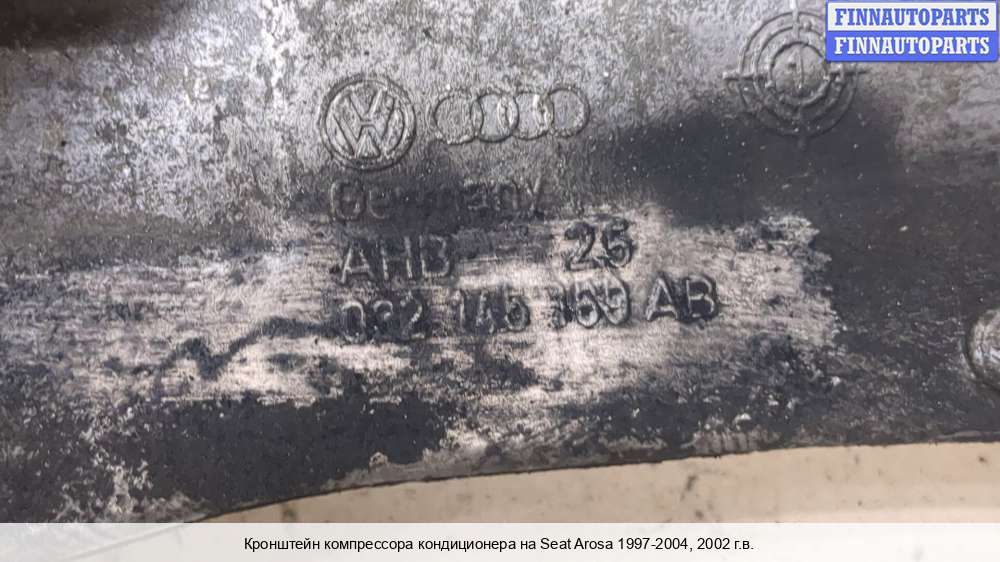 FINNAUTOPARTS
FINNAUTOPARTS
Germany
AHB 25
032 145 169 AB
Кронштейн компрессора кондиционера на Seat Arosa 1997-2004, 2002 г.в.